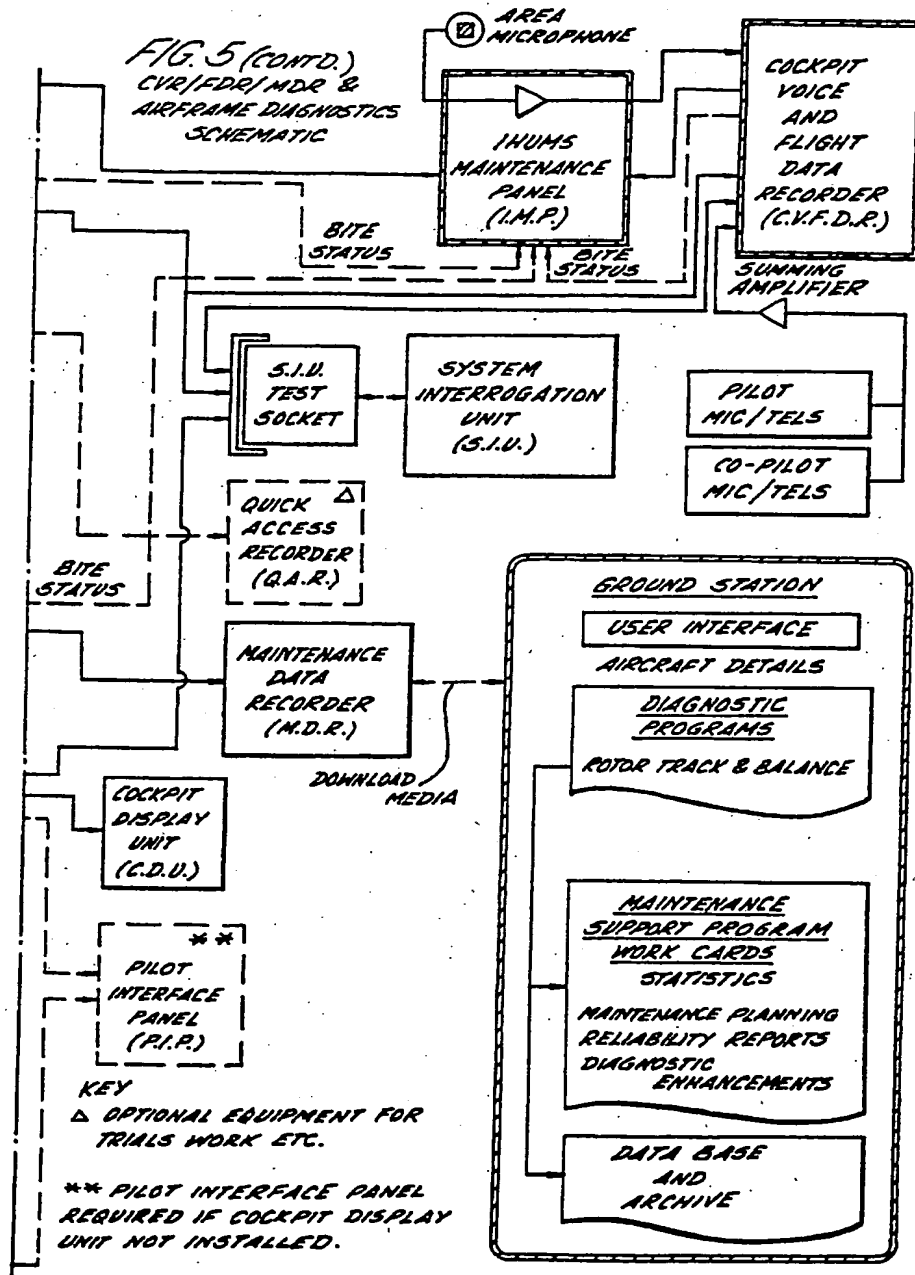 AREA
MICROPHONE
FIG. 5 (CONTD.)
CVR/FDR/MDR &
AIRFRAME DIAGNOSTICS
SCHEMATIC
IHUMS
MAINTENANCE
PANEL
(I.M.P.)
COCKPIT
VOICE
AND
FLIGHT
DATA
RECORDER
(C.V.F.D.R.)
BITE
STATUS
BITE
STATUS
SUMMING
AMPLIFIER
S.I.U.
TEST
SOCKET
SYSTEM
INTERROGATION
UNIT
(S.I.U.)
PILOT
MIC/TELS
CO-PILOT
MIC/TELS
QUICK Δ
ACCESS
RECORDER
(Q.A.R.)
BITE
STATUS
MAINTENANCE
DATA
RECORDER
(M.D.R.)
DOWNLOAD
MEDIA
GROUND STATION
USER INTERFACE
AIRCRAFT DETAILS
DIAGNOSTIC
PROGRAMS
ROTOR TRACK & BALANCE
MAINTENANCE
SUPPORT PROGRAM
WORK CARDS
STATISTICS
MAINTENANCE PLANNING
RELIABILITY REPORTS
DIAGNOSTIC
ENHANCEMENTS
DATA BASE
AND
ARCHIVE
COCKPIT
DISPLAY
UNIT
(C.D.U.)
**
PILOT
INTERFACE
PANEL
(P.I.P.)
KEY
Δ OPTIONAL EQUIPMENT FOR
TRIALS WORK ETC.
** PILOT INTERFACE PANEL
REQUIRED IF COCKPIT DISPLAY
UNIT NOT INSTALLED.